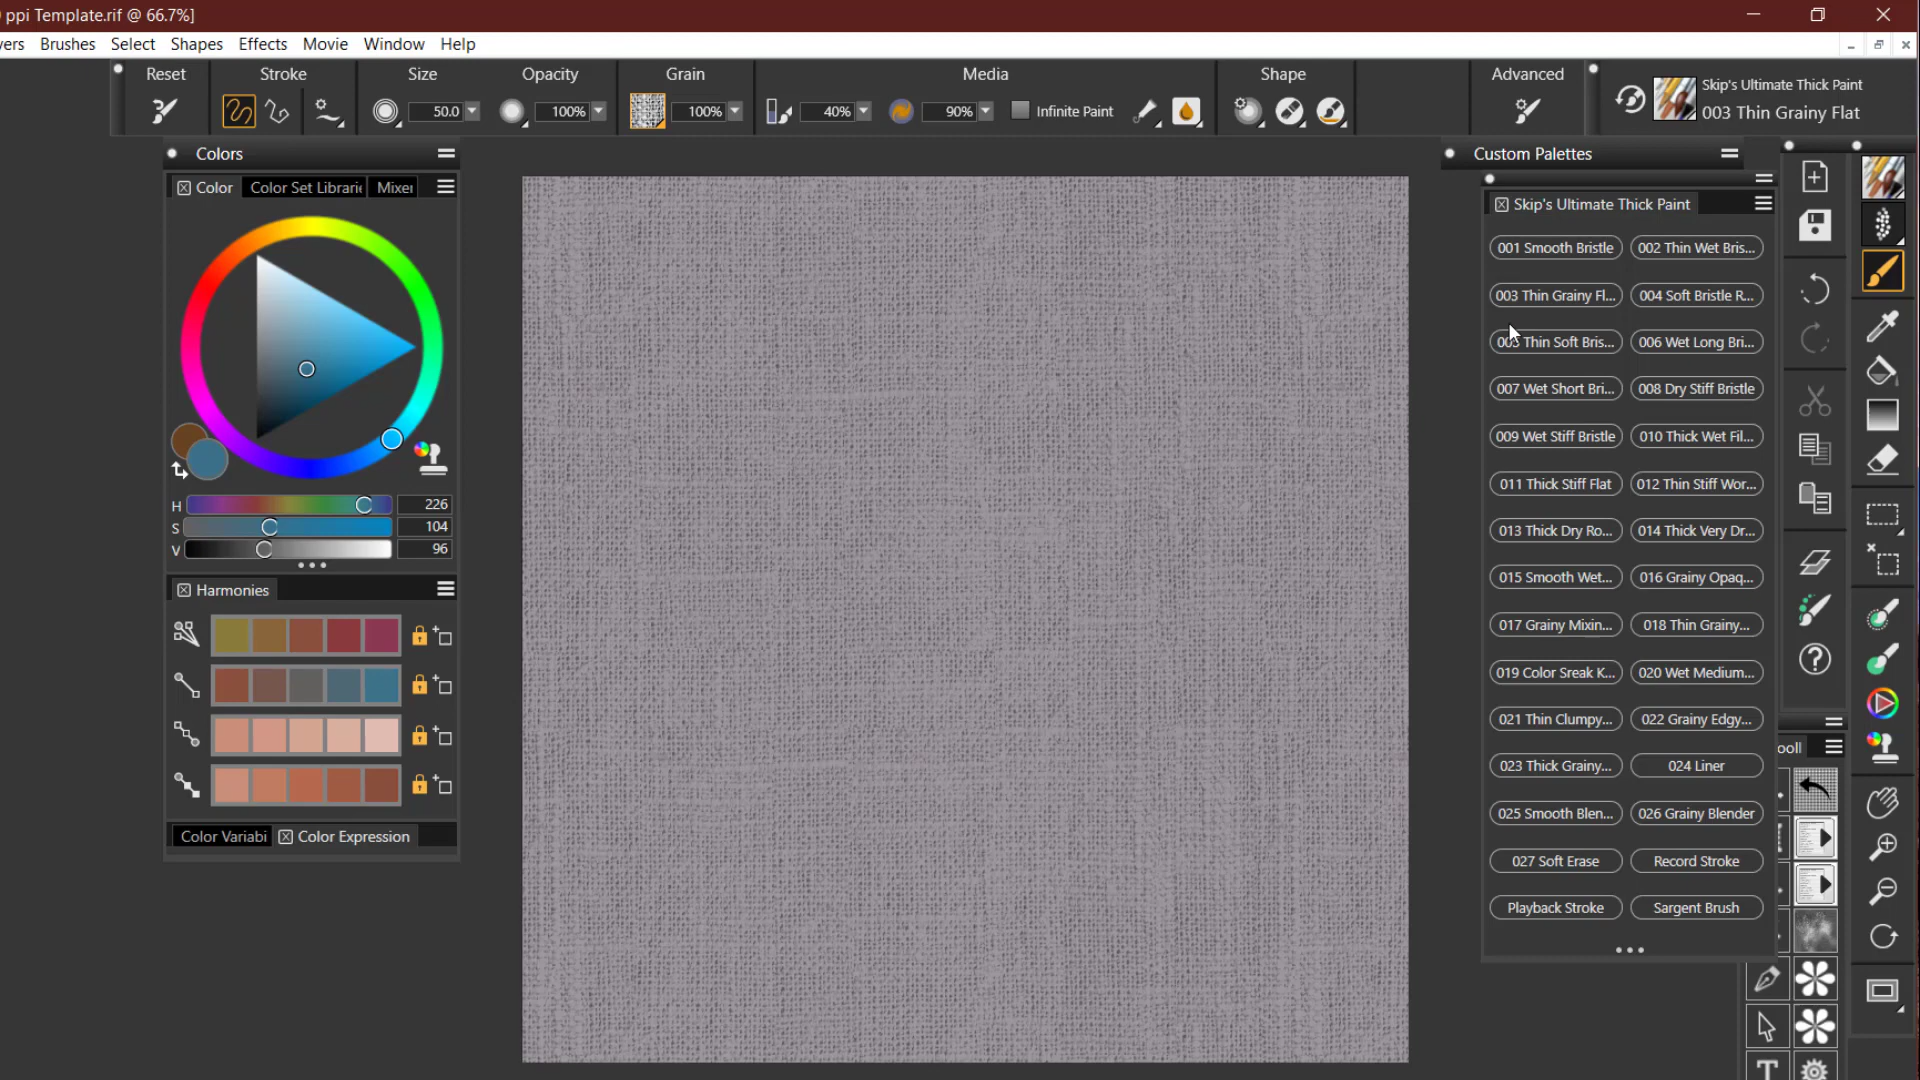 ppi Template.rif @ 66.7%]
ers Brushes Select Shapes Effects Movie Window Help
Reset Stroke Size Opacity Grain Media Shape Advanced
50.0 100% 100% 40% 90% Infinite Paint
Skip's Ultimate Thick Paint
003 Thin Grainy Flat
Colors
Color Color Set Librarie Mixer
H 226
S 104
V 96
Harmonies
Color Variabl Color Expression
Custom Palettes
Skip's Ultimate Thick Paint
001 Smooth Bristle 002 Thin Wet Bris...
003 Thin Grainy Fl... 004 Soft Bristle R...
005 Thin Soft Bris... 006 Wet Long Bri...
007 Wet Short Bri... 008 Dry Stiff Bristle
009 Wet Stiff Bristle 010 Thick Wet Fil...
011 Thick Stiff Flat 012 Thin Stiff Wor...
013 Thick Dry Ro... 014 Thick Very Dr...
015 Smooth Wet... 016 Grainy Opaq...
017 Grainy Mixin... 018 Thin Grainy...
019 Color Sreak K... 020 Wet Medium...
021 Thin Clumpy... 022 Grainy Edgy...
023 Thick Grainy... 024 Liner
025 Smooth Blen... 026 Grainy Blender
027 Soft Erase Record Stroke
Playback Stroke Sargent Brush
ooll